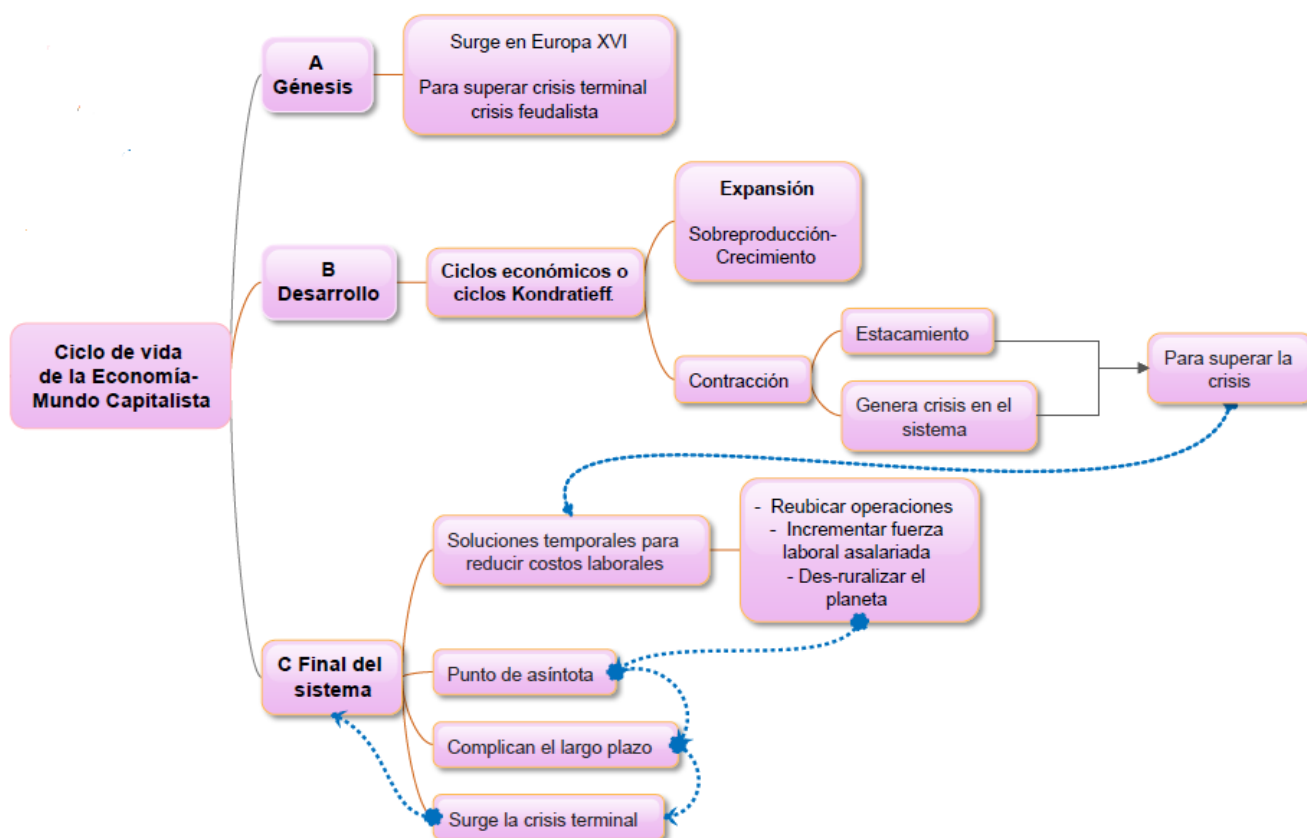 A
Génesis
Surge en Europa XVI
Para superar crisis terminal
crisis feudalista
B
Desarrollo
Ciclos económicos o
ciclos Kondratieff
Expansión
Sobreproducción-
Crecimiento
Contracción
Estacamiento
Genera crisis en el
sistema
Para superar la
crisis
Ciclo de vida
de la Economía-
Mundo Capitalista
C Final del
sistema
Soluciones temporales para
reducir costos laborales
- Reubicar operaciones
- Incrementar fuerza
laboral asalariada
- Des-ruralizar el
planeta
Punto de asíntota
Complican el largo plazo
Surge la crisis terminal